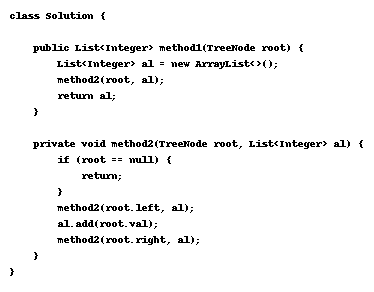 class Solution {
public List<Integer> method1(TreeNode root) {
List<Integer> al = new ArrayList<>();
method2(root, al);
return al;
}
private void method2(TreeNode root, List<Integer> al) {
if (root == null) {
return;
}
method2(root.left, al);
al.add(root.val);
method2(root.right, al);
}
}